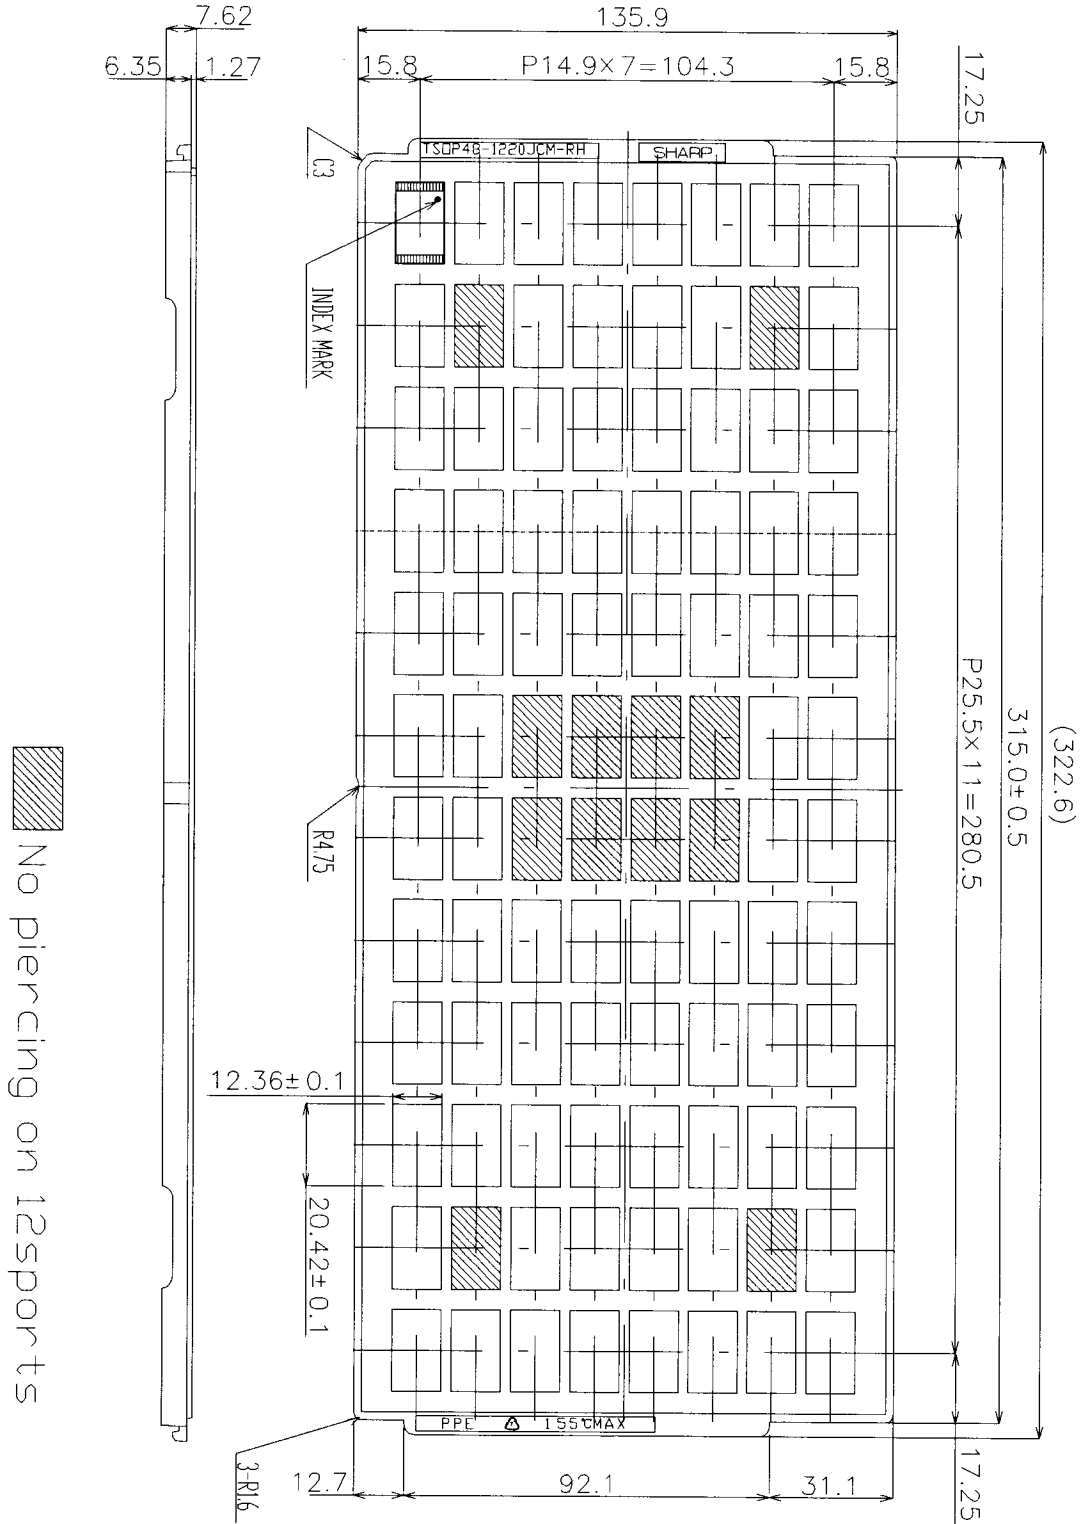 7.62
135.9
6.35
1.27
15.8
P14.9×7=104.3
15.8
17.25
TSOP48-1220JCM-RH
SHARP
C3
INDEX MARK
(322.6)
315.0±0.5
P25.5×11=280.5
R4.75
12.36±0.1
20.42±0.1
PPE
155℃MAX
3-R1.6
12.7
92.1
31.1
17.25
No piercing on 12sports